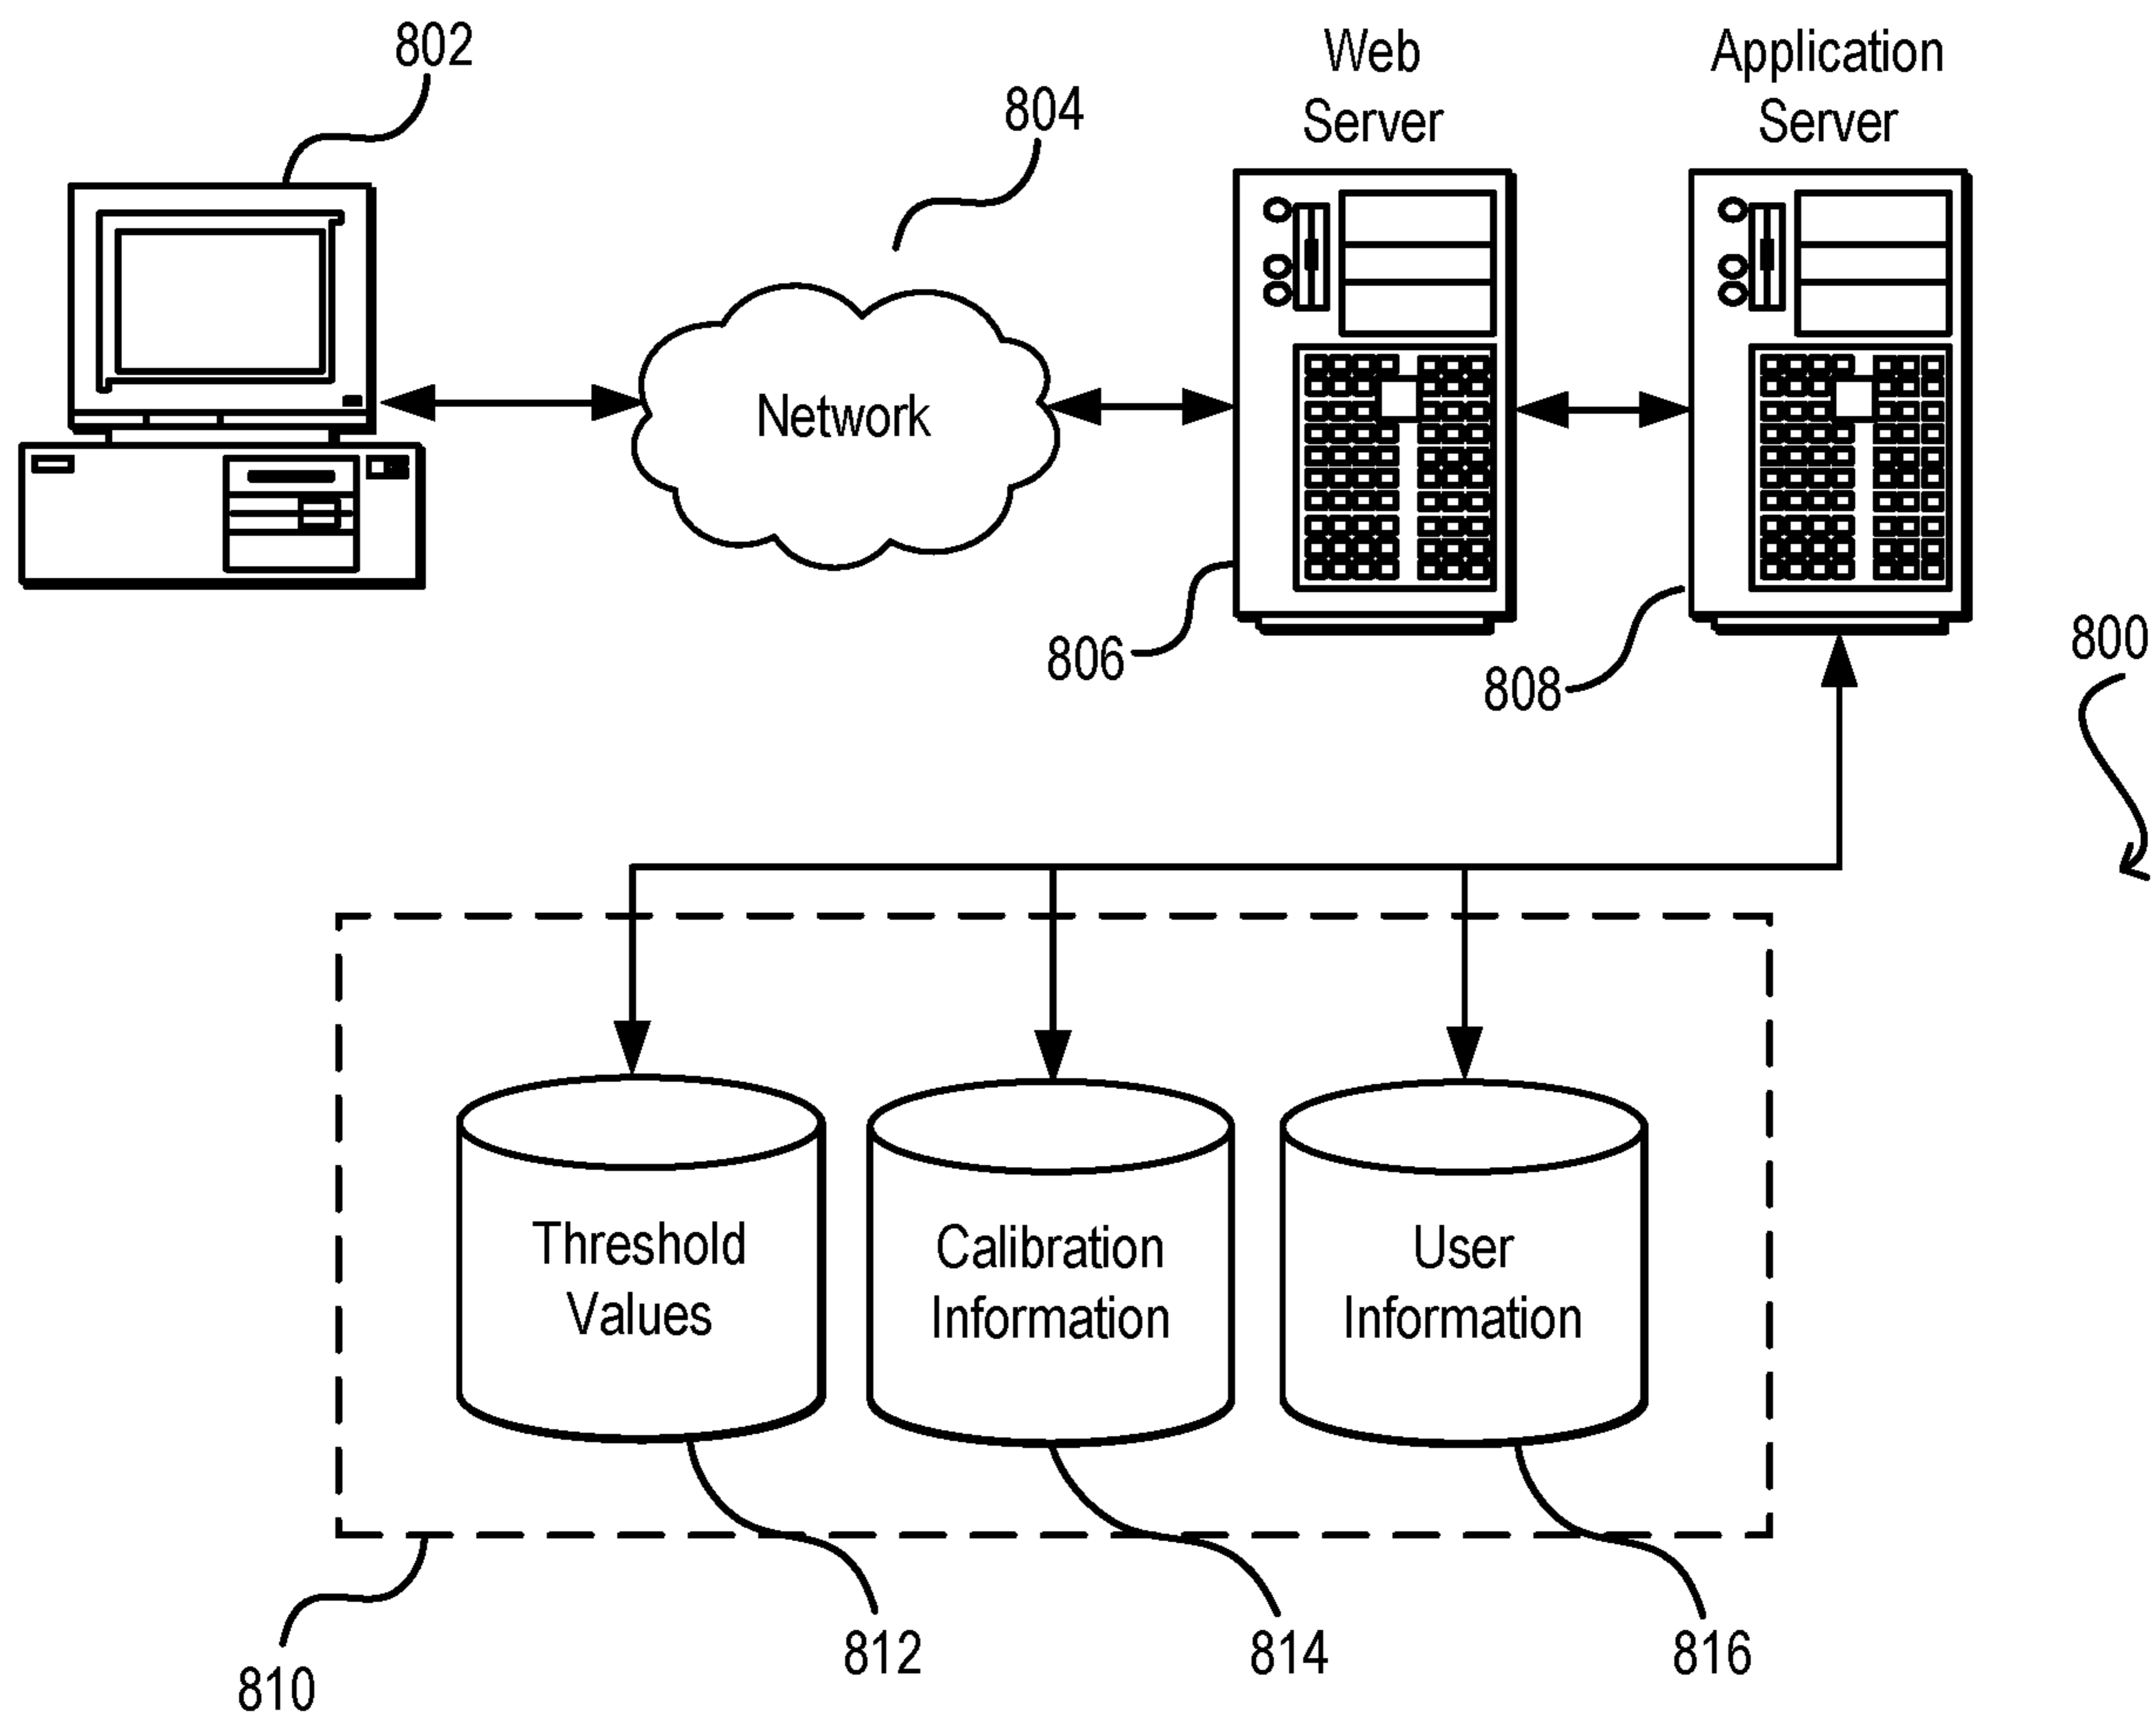 802
804
Web
Server
Application
Server
Network
806
808
800
Threshold
Values
Calibration
Information
User
Information
810
812
814
816